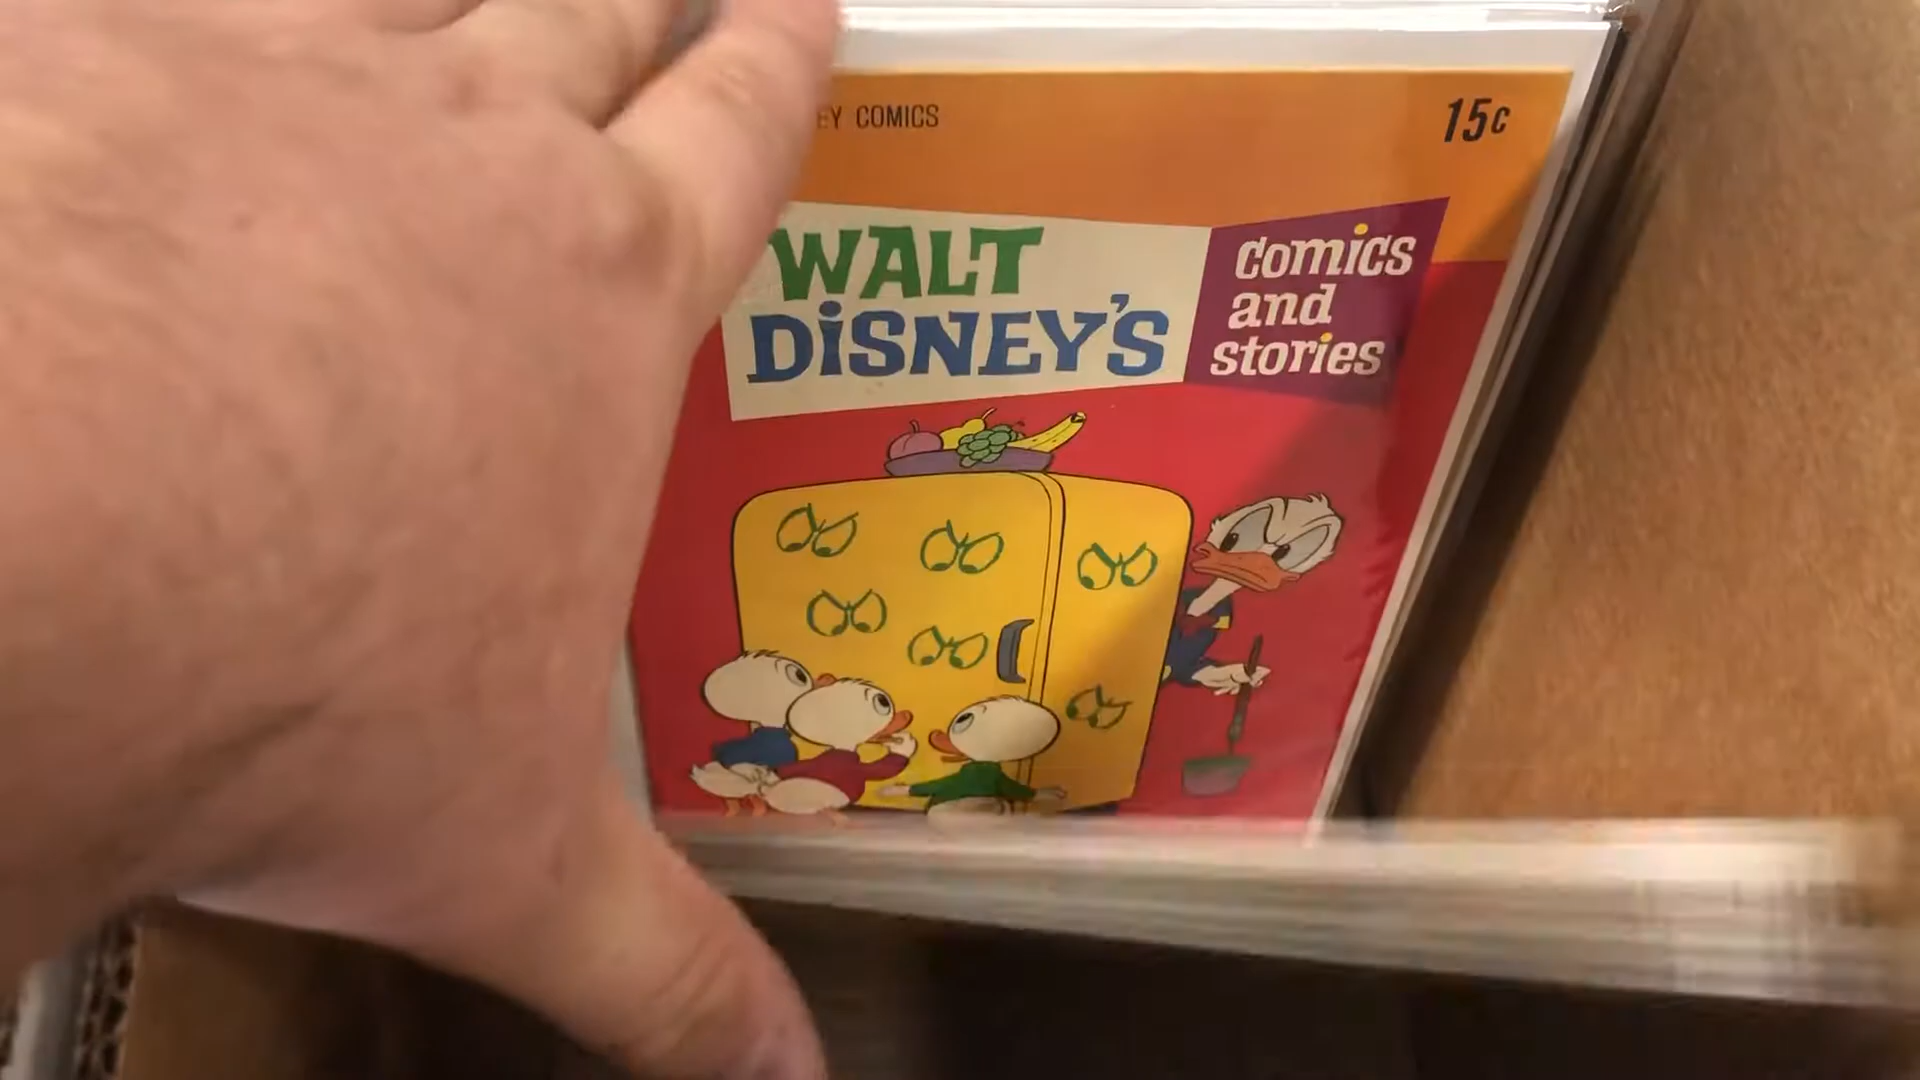 EY COMICS
15c
WALT
DiSNEY'S
comics
and
stories